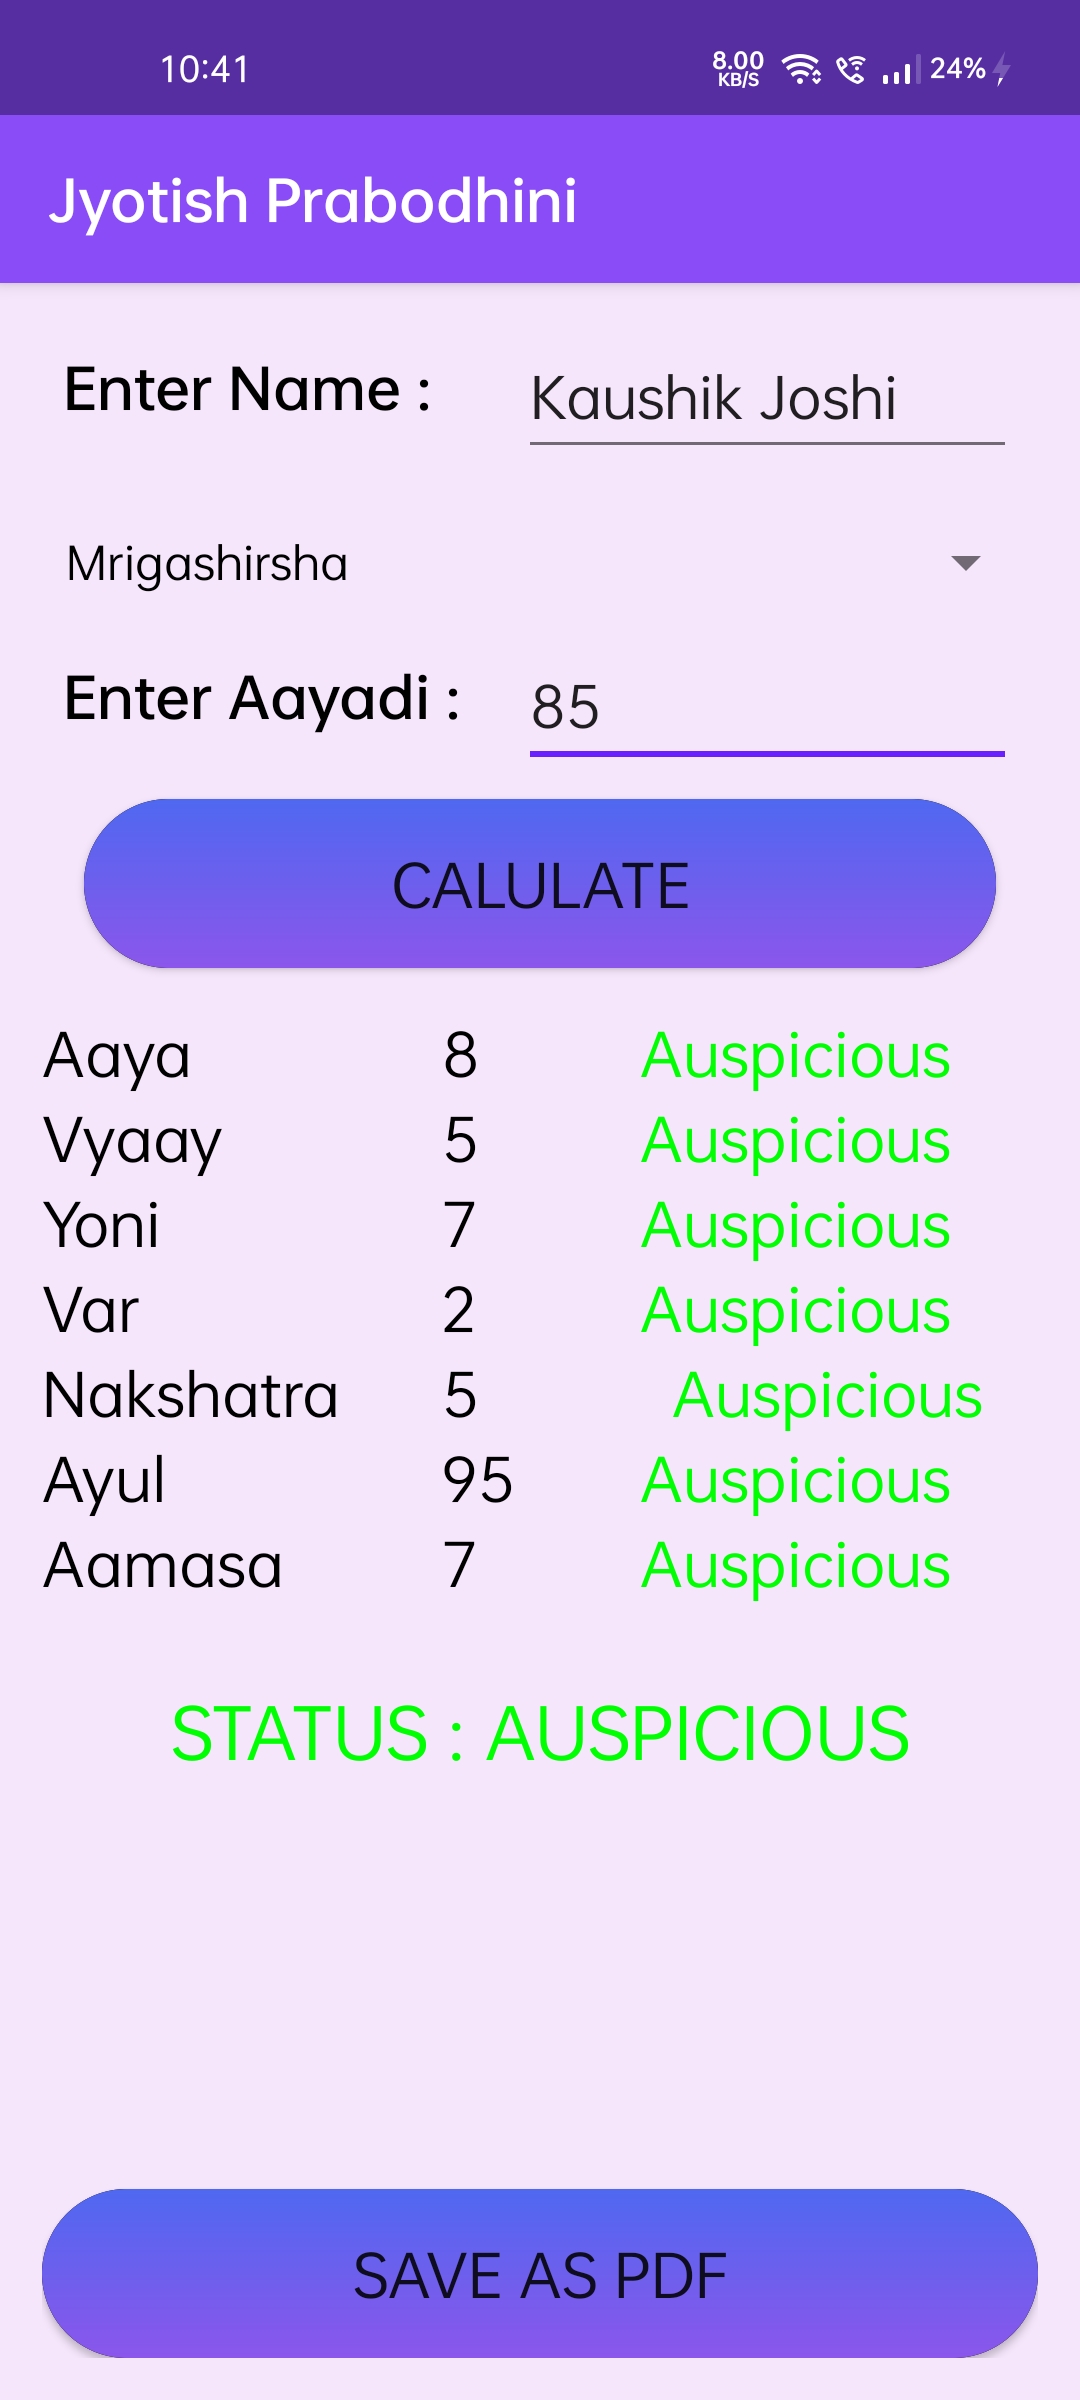 10:41 8.00 KB/S 24%
Jyotish Prabodhini
Enter Name : Kaushik Joshi
Mrigashirsha
Enter Aayadi : 85
CALULATE
Aaya 8 Auspicious
Vyaay 5 Auspicious
Yoni 7 Auspicious
Var 2 Auspicious
Nakshatra 5 Auspicious
Ayul 95 Auspicious
Aamasa 7 Auspicious
STATUS : AUSPICIOUS
SAVE AS PDF